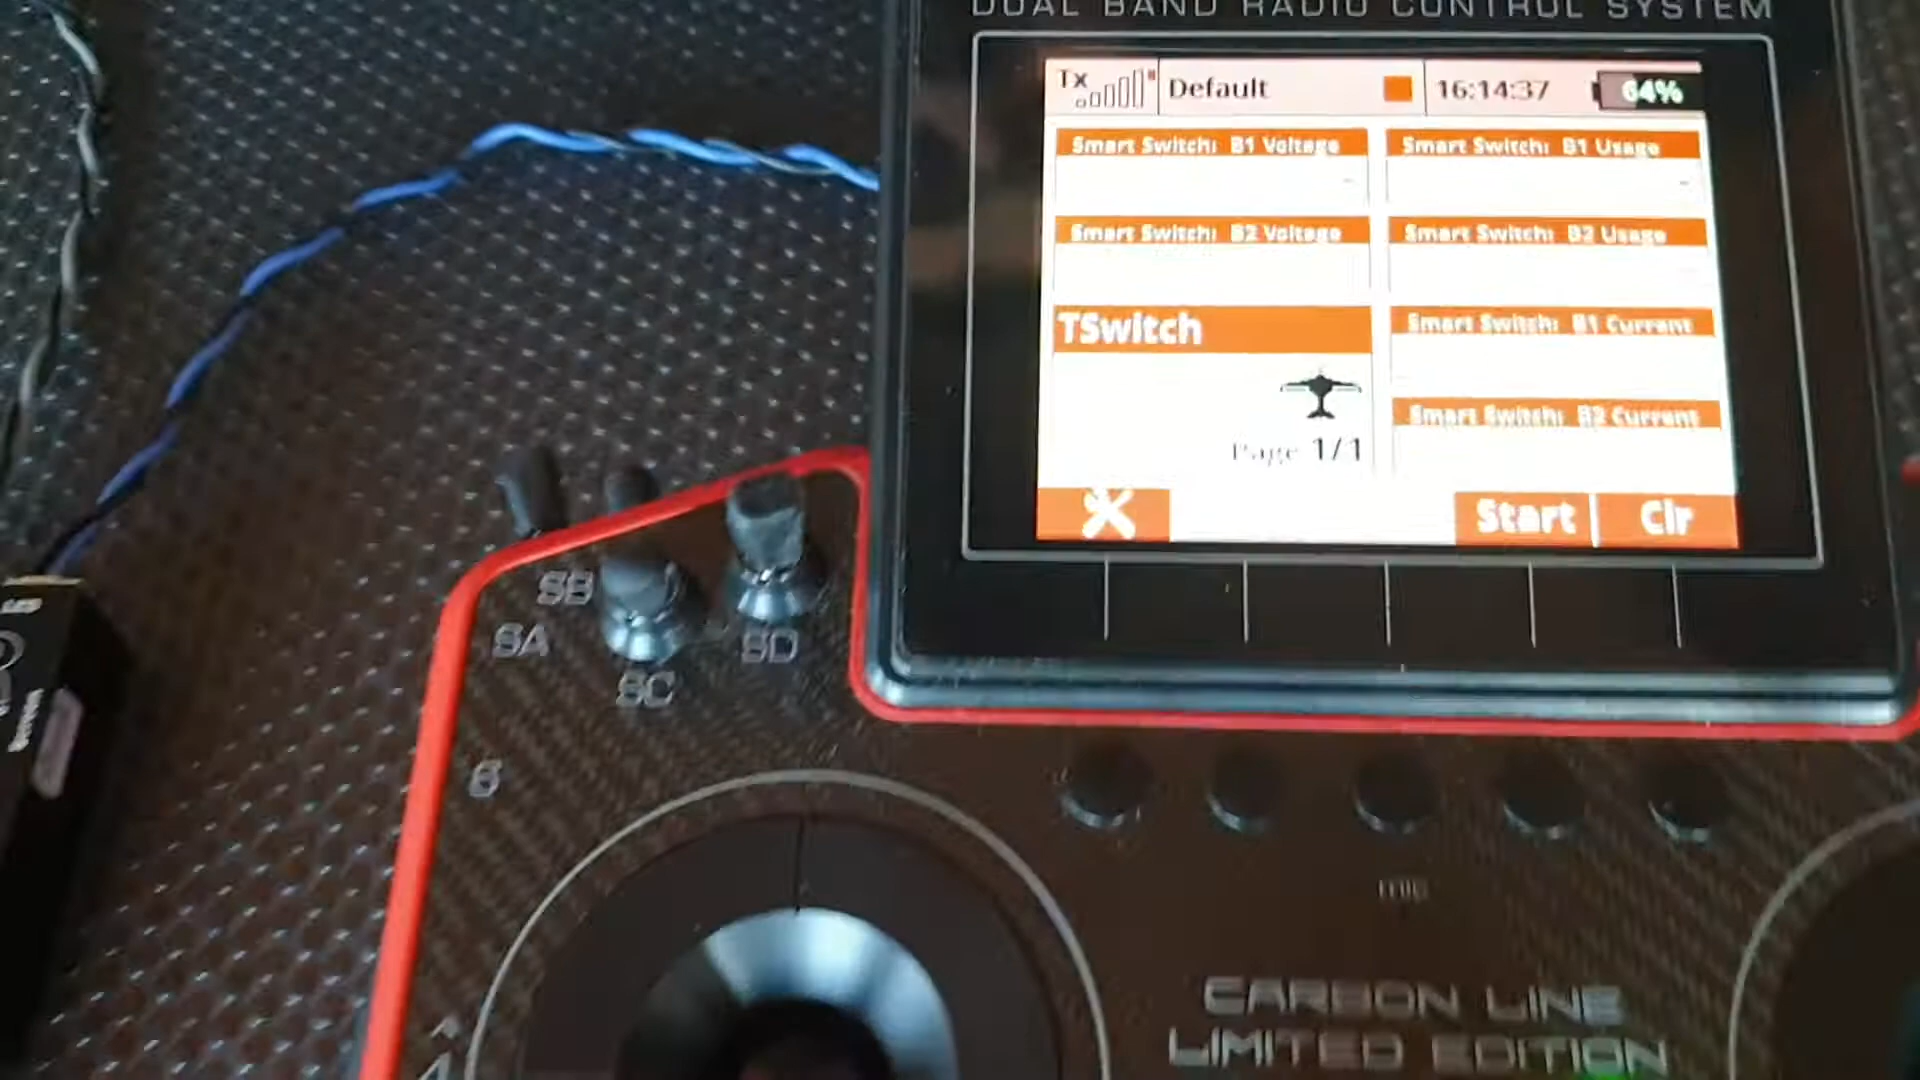 DUAL BAND RADIO CONTROL SYSTEM
Tx Default 16:14:37 64%
Smart Switch: B1 Voltage
Smart Switch: B1 Usage
-
-
Smart Switch: B2 Voltage
Smart Switch: B2 Usage
TSwitch
Smart Switch: B1 Current
Smart Switch: B2 Current
Page 1/1
Start Clr
SB
SA
SD
SC
mic
CARBON LINE
LIMITED EDITION